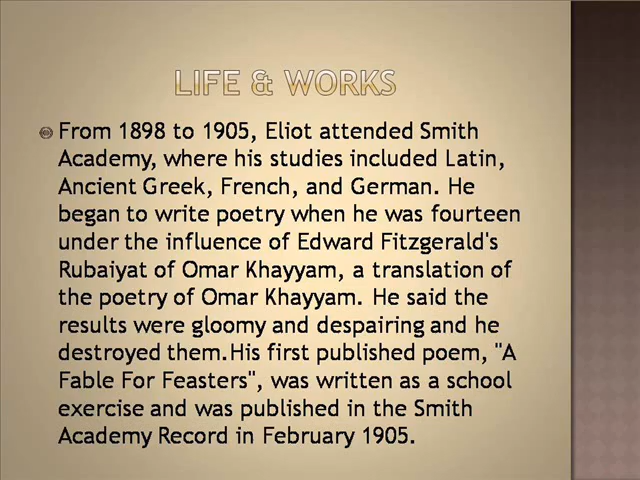 LIFE & WORKS
From 1898 to 1905, Eliot attended Smith
Academy, where his studies included Latin,
Ancient Greek, French, and German. He
began to write poetry when he was fourteen
under the influence of Edward Fitzgerald's
Rubaiyat of Omar Khayyam, a translation of
the poetry of Omar Khayyam. He said the
results were gloomy and despairing and he
destroyed them.His first published poem, "A
Fable For Feasters", was written as a school
exercise and was published in the Smith
Academy Record in February 1905.